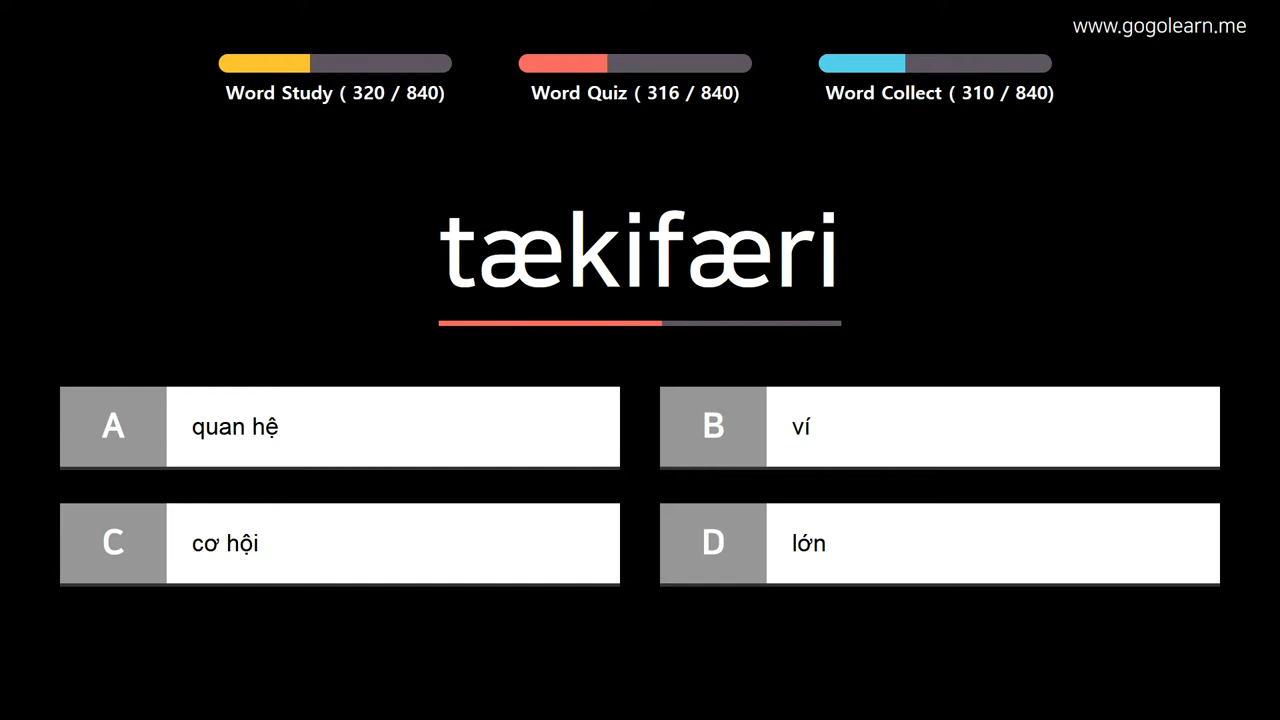 www.gogolearn.me
Word Study ( 320 / 840)
Word Quiz ( 316 / 840)
Word Collect ( 310 / 840)
tækifæri
A quan hệ
B ví
C cơ hội
D lớn